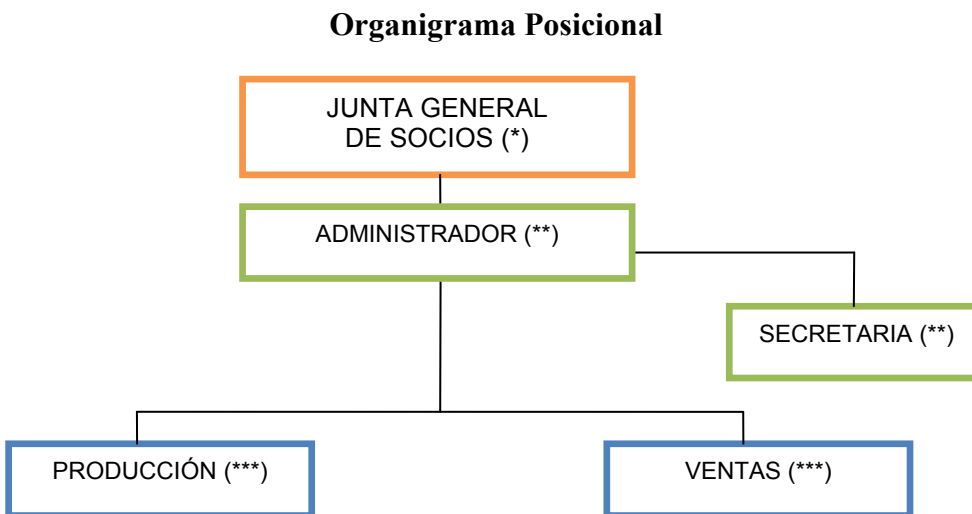 Organigrama Posicional
JUNTA GENERAL
DE SOCIOS (*)
ADMINISTRADOR (**)
SECRETARIA (**)
PRODUCCIÓN (***)
VENTAS (***)